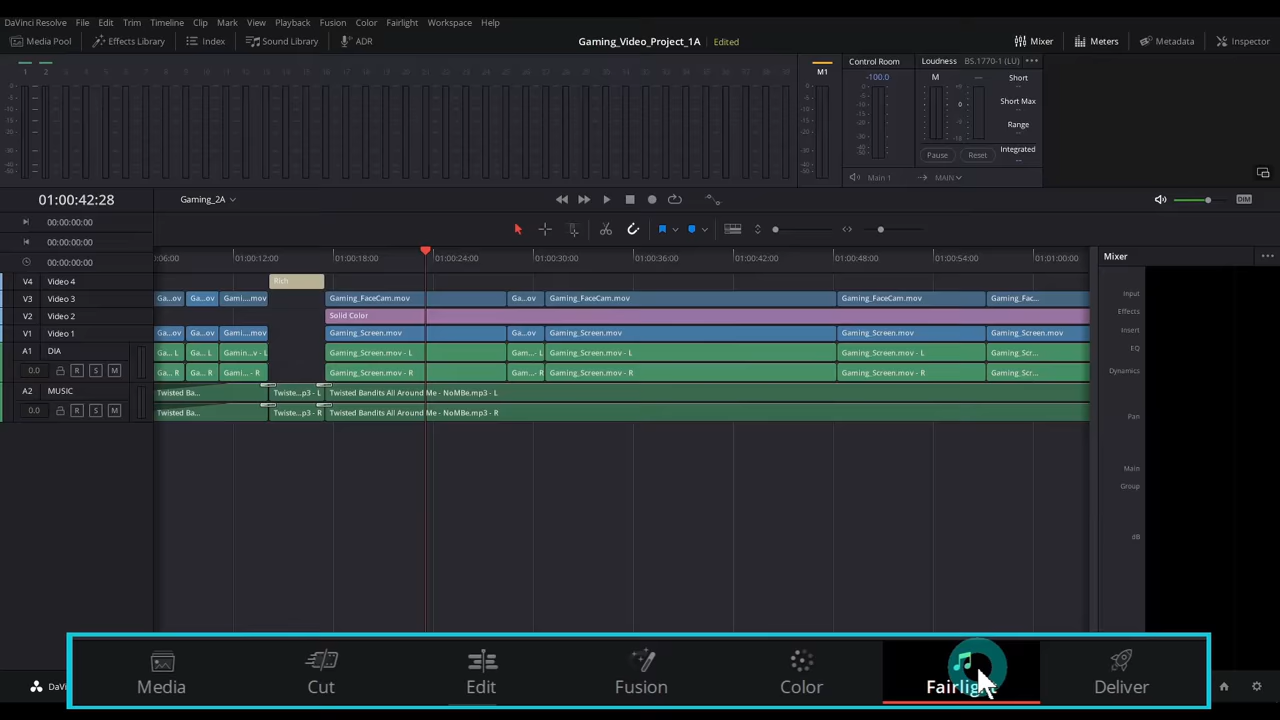 DaVinci Resolve File Edit Trim Timeline Clip Mark View Playback Fusion Color Fairlight Workspace Help
Media Pool Effects Library Index Sound Library ADR Gaming_Video_Project_1A Edited Mixer Meters Metadata Inspector
1 2 M1
Control Room Loudness BS.1770-1 (LU)
-100.0 M Short
Short Max
Range
Integrated
Pause Reset
Main 1 MAIN
01:00:42:28 Gaming_2A DIM
00:00:00:00
00:00:00:00
00:00:00:00
:06:00 01:00:12:00 01:00:18:00 01:00:24:00 01:00:30:00 01:00:36:00 01:00:42:00 01:00:48:00 01:00:54:00 01:01:00:00
V4 Video 4 Rich
V3 Video 3 Ga...ov Ga...ov Gami....mov Gaming_FaceCam.mov Ga...ov Gaming_FaceCam.mov Gaming_FaceCam.mov Gaming_Fac...
V2 Video 2 Solid Color
V1 Video 1 Ga...ov Ga...ov Gami....mov Gaming_Screen.mov Ga...ov Gaming_Screen.mov Gaming_Screen.mov Gaming_Screen.mov
A1 DIA Ga... L Ga... L Gamin...v - L Gaming_Screen.mov - L Gam...- L Gaming_Screen.mov - L Gaming_Screen.mov - L Gaming_Scr...
0.0 R S M Ga... R Ga... R Gamin...v - R Gaming_Screen.mov - R Gam...- R Gaming_Screen.mov - R Gaming_Screen.mov - R Gaming_Scr...
A2 MUSIC Twisted Ba... Twiste...p3 - L Twisted Bandits All Around Me - NoMBe.mp3 - L
0.0 R S M Twisted Ba... Twiste...p3 - R Twisted Bandits All Around Me - NoMBe.mp3 - R
Mixer
Input
Effects
Insert
EQ
Dynamics
Pan
Main
Group
dB
DaVi
Media Cut Edit Fusion Color Fairlight Deliver